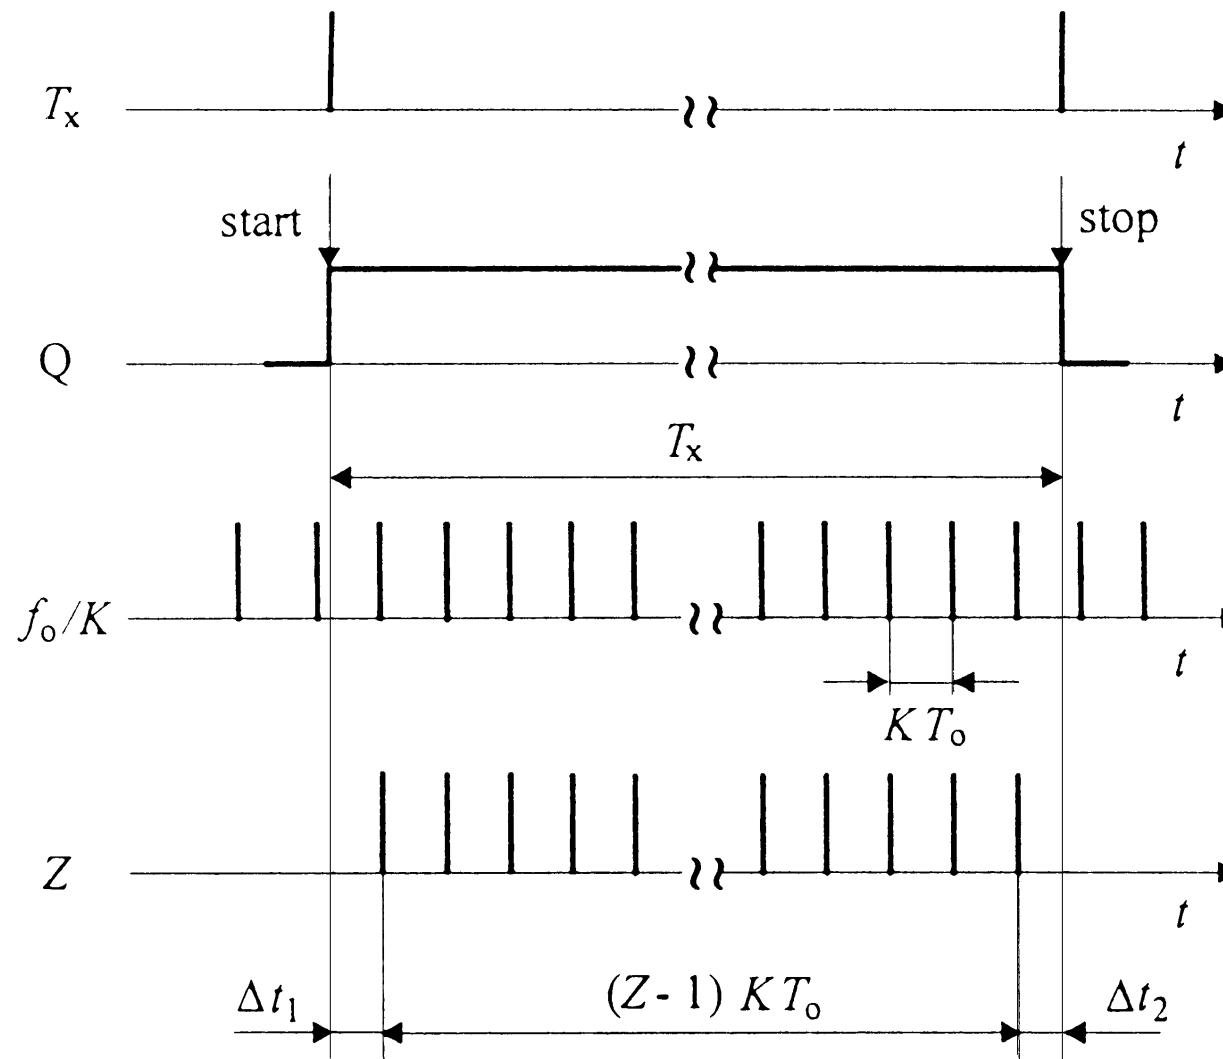 Tx
t
start
stop
Q
t
Tx
fo/K
t
K To
Z
t
Δt1
(Z - 1) K To
Δt2